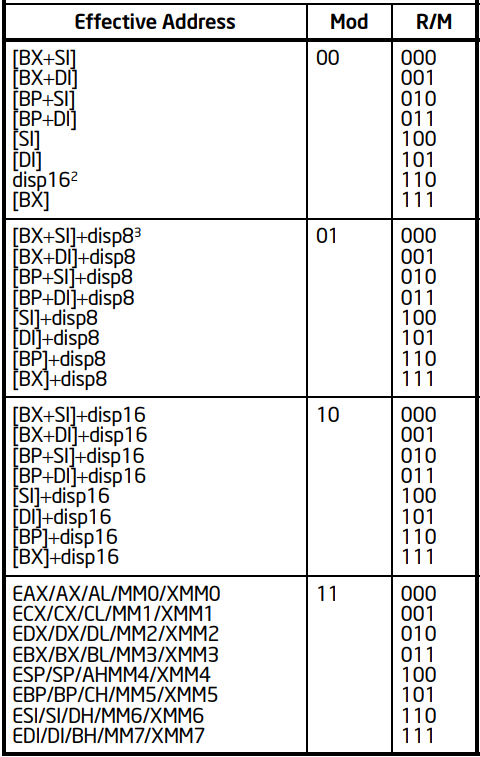 Effective Address Mod R/M
[BX+SI] 00 000
[BX+DI] 001
[BP+SI] 010
[BP+DI] 011
[SI] 100
[DI] 101
disp16² 110
[BX] 111
[BX+SI]+disp8³ 01 000
[BX+DI]+disp8 001
[BP+SI]+disp8 010
[BP+DI]+disp8 011
[SI]+disp8 100
[DI]+disp8 101
[BP]+disp8 110
[BX]+disp8 111
[BX+SI]+disp16 10 000
[BX+DI]+disp16 001
[BP+SI]+disp16 010
[BP+DI]+disp16 011
[SI]+disp16 100
[DI]+disp16 101
[BP]+disp16 110
[BX]+disp16 111
EAX/AX/AL/MM0/XMM0 11 000
ECX/CX/CL/MM1/XMM1 001
EDX/DX/DL/MM2/XMM2 010
EBX/BX/BL/MM3/XMM3 011
ESP/SP/AHMM4/XMM4 100
EBP/BP/CH/MM5/XMM5 101
ESI/SI/DH/MM6/XMM6 110
EDI/DI/BH/MM7/XMM7 111